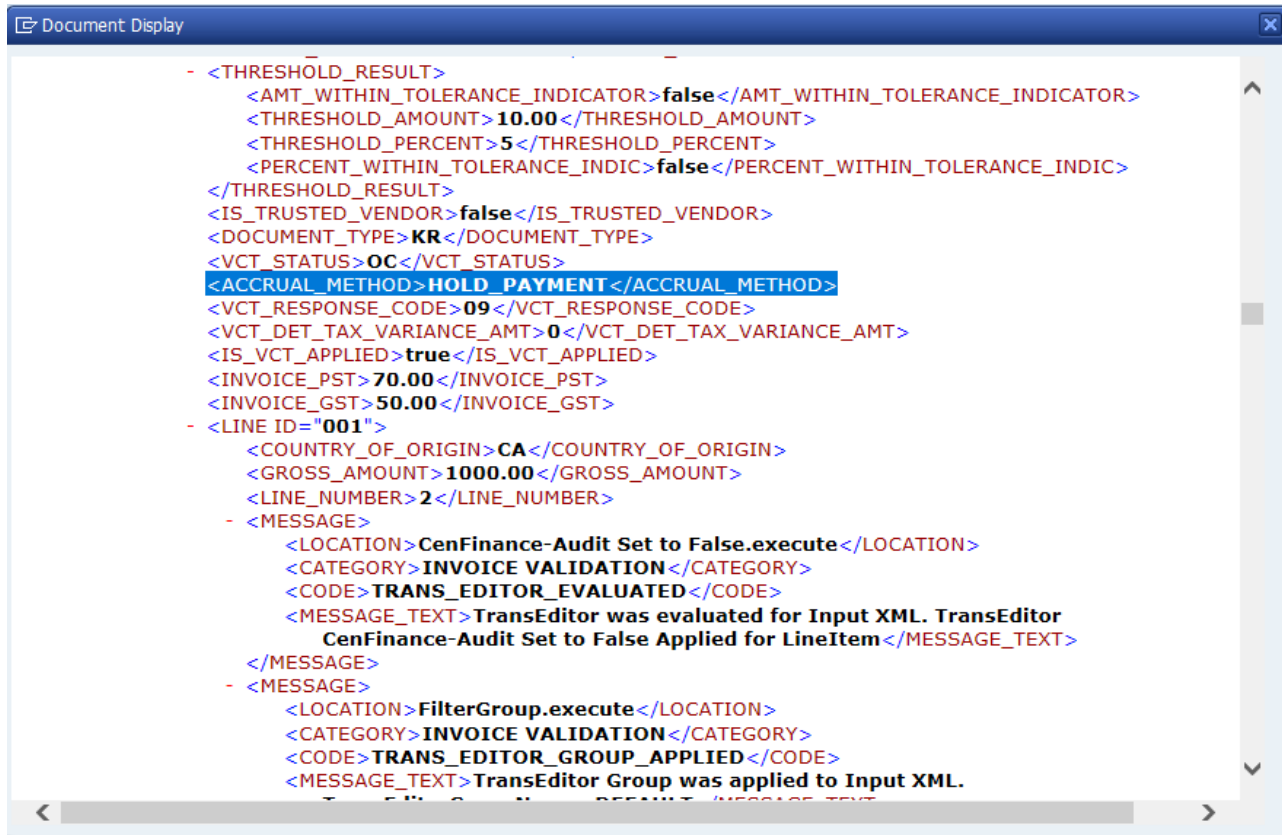 Document Display
- <THRESHOLD_RESULT>
<AMT_WITHIN_TOLERANCE_INDICATOR>false</AMT_WITHIN_TOLERANCE_INDICATOR>
<THRESHOLD_AMOUNT>10.00</THRESHOLD_AMOUNT>
<THRESHOLD_PERCENT>5</THRESHOLD_PERCENT>
<PERCENT_WITHIN_TOLERANCE_INDIC>false</PERCENT_WITHIN_TOLERANCE_INDIC>
</THRESHOLD_RESULT>
<IS_TRUSTED_VENDOR>false</IS_TRUSTED_VENDOR>
<DOCUMENT_TYPE>KR</DOCUMENT_TYPE>
<VCT_STATUS>OC</VCT_STATUS>
<ACCRUAL_METHOD>HOLD_PAYMENT</ACCRUAL_METHOD>
<VCT_RESPONSE_CODE>09</VCT_RESPONSE_CODE>
<VCT_DET_TAX_VARIANCE_AMT>0</VCT_DET_TAX_VARIANCE_AMT>
<IS_VCT_APPLIED>true</IS_VCT_APPLIED>
<INVOICE_PST>70.00</INVOICE_PST>
<INVOICE_GST>50.00</INVOICE_GST>
- <LINE ID="001">
<COUNTRY_OF_ORIGIN>CA</COUNTRY_OF_ORIGIN>
<GROSS_AMOUNT>1000.00</GROSS_AMOUNT>
<LINE_NUMBER>2</LINE_NUMBER>
- <MESSAGE>
<LOCATION>CenFinance-Audit Set to False.execute</LOCATION>
<CATEGORY>INVOICE VALIDATION</CATEGORY>
<CODE>TRANS_EDITOR_EVALUATED</CODE>
<MESSAGE_TEXT>TransEditor was evaluated for Input XML. TransEditor
CenFinance-Audit Set to False Applied for LineItem</MESSAGE_TEXT>
</MESSAGE>
- <MESSAGE>
<LOCATION>FilterGroup.execute</LOCATION>
<CATEGORY>INVOICE VALIDATION</CATEGORY>
<CODE>TRANS_EDITOR_GROUP_APPLIED</CODE>
<MESSAGE_TEXT>TransEditor Group was applied to Input XML.